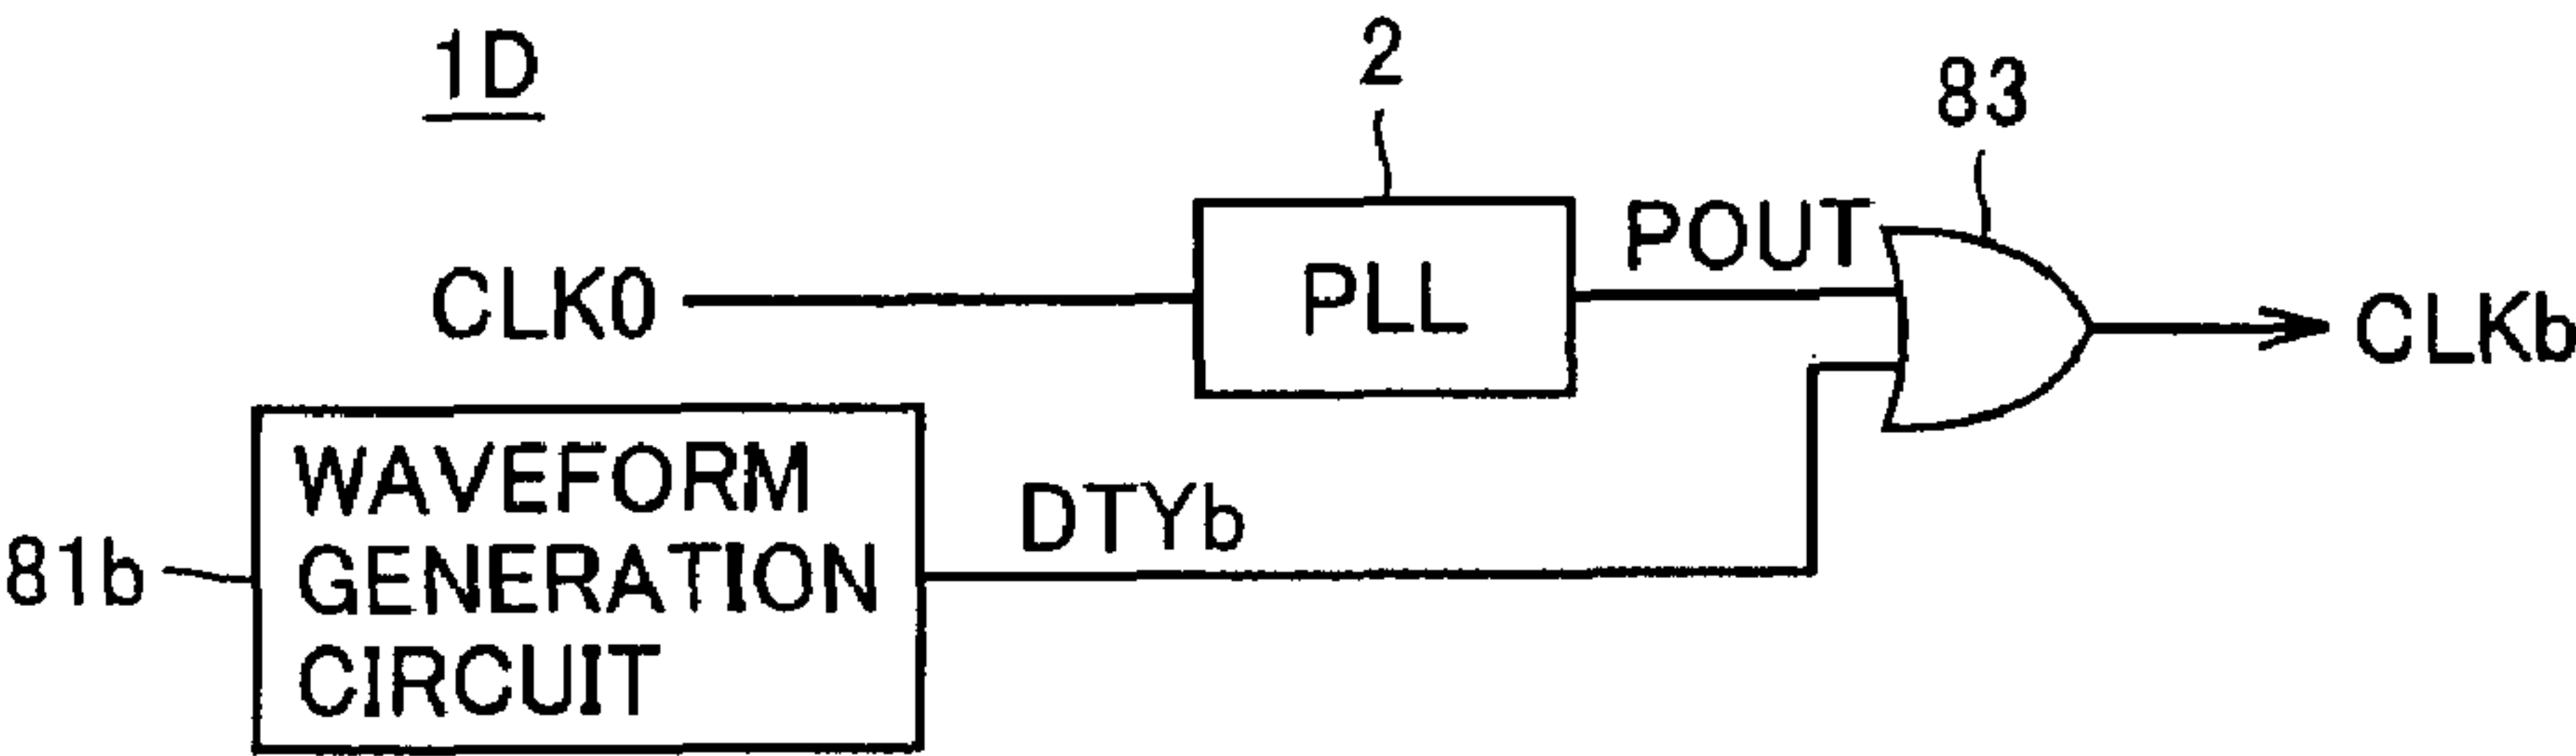 1D
2
83
CLK0
PLL
POUT
CLKb
81b
WAVEFORM
GENERATION
CIRCUIT
DTYb